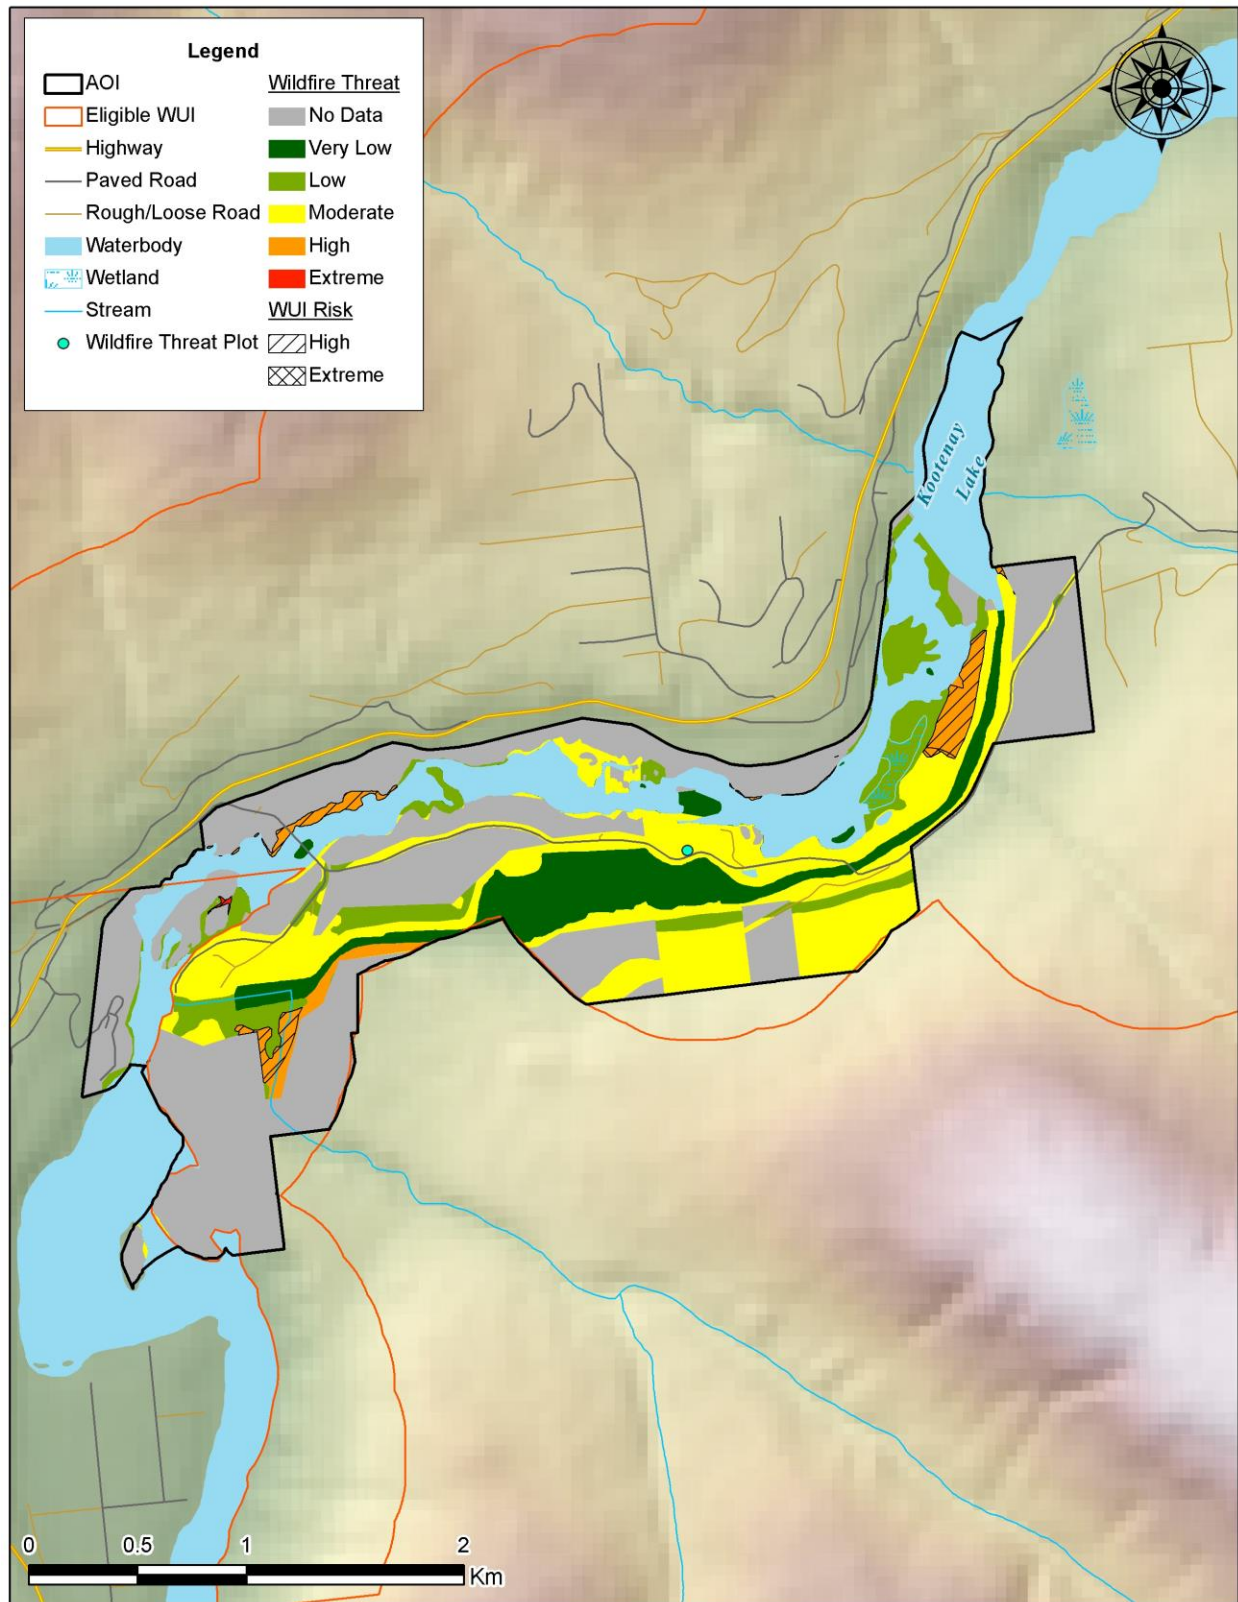 Legend
AOI
Eligible WUI
Highway
Paved Road
Rough/Loose Road
Waterbody
Wetland
Stream
Wildfire Threat Plot
Wildfire Threat
No Data
Very Low
Low
Moderate
High
Extreme
WUI Risk
High
Extreme
Kootenay
Lake
0 0.5 1 2
Km